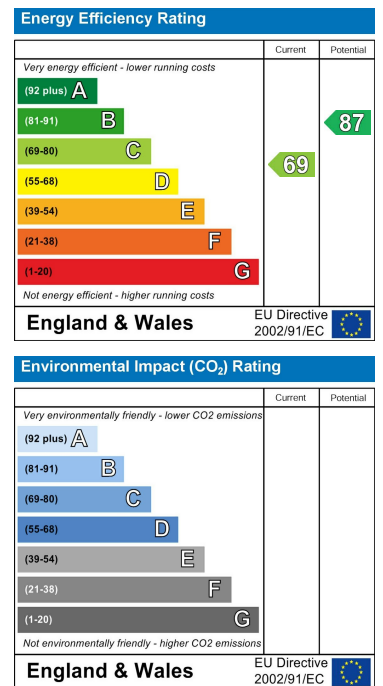 Energy Efficiency Rating
Current Potential
Very energy efficient - lower running costs
(92 plus) A
(81-91) B
87
(69-80) C
69
(55-68) D
(39-54) E
(21-38) F
(1-20) G
Not energy efficient - higher running costs
England & Wales
EU Directive
2002/91/EC
Environmental Impact (CO₂) Rating
Current Potential
Very environmentally friendly - lower CO2 emissions
(92 plus) A
(81-91) B
(69-80) C
(55-68) D
(39-54) E
(21-38) F
(1-20) G
Not environmentally friendly - higher CO2 emissions
England & Wales
EU Directive
2002/91/EC